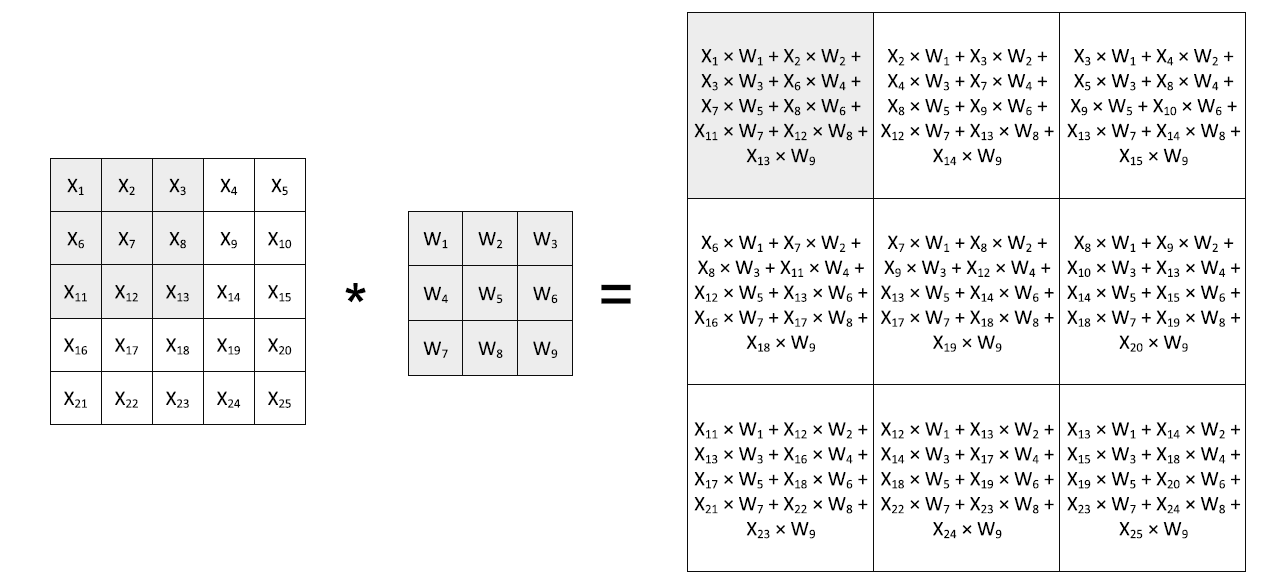 X₁ X₂ X₃ X₄ X₅
X₆ X₇ X₈ X₉ X₁₀
X₁₁ X₁₂ X₁₃ X₁₄ X₁₅
X₁₆ X₁₇ X₁₈ X₁₉ X₂₀
X₂₁ X₂₂ X₂₃ X₂₄ X₂₅
*
W₁ W₂ W₃
W₄ W₅ W₆
W₇ W₈ W₉
=
X₁ × W₁ + X₂ × W₂ +
X₃ × W₃ + X₆ × W₄ +
X₇ × W₅ + X₈ × W₆ +
X₁₁ × W₇ + X₁₂ × W₈ +
X₁₃ × W₉
X₂ × W₁ + X₃ × W₂ +
X₄ × W₃ + X₇ × W₄ +
X₈ × W₅ + X₉ × W₆ +
X₁₂ × W₇ + X₁₃ × W₈ +
X₁₄ × W₉
X₃ × W₁ + X₄ × W₂ +
X₅ × W₃ + X₈ × W₄ +
X₉ × W₅ + X₁₀ × W₆ +
X₁₃ × W₇ + X₁₄ × W₈ +
X₁₅ × W₉
X₆ × W₁ + X₇ × W₂ +
X₈ × W₃ + X₁₁ × W₄ +
X₁₂ × W₅ + X₁₃ × W₆ +
X₁₆ × W₇ + X₁₇ × W₈ +
X₁₈ × W₉
X₇ × W₁ + X₈ × W₂ +
X₉ × W₃ + X₁₂ × W₄ +
X₁₃ × W₅ + X₁₄ × W₆ +
X₁₇ × W₇ + X₁₈ × W₈ +
X₁₉ × W₉
X₈ × W₁ + X₉ × W₂ +
X₁₀ × W₃ + X₁₃ × W₄ +
X₁₄ × W₅ + X₁₅ × W₆ +
X₁₈ × W₇ + X₁₉ × W₈ +
X₂₀ × W₉
X₁₁ × W₁ + X₁₂ × W₂ +
X₁₃ × W₃ + X₁₆ × W₄ +
X₁₇ × W₅ + X₁₈ × W₆ +
X₂₁ × W₇ + X₂₂ × W₈ +
X₂₃ × W₉
X₁₂ × W₁ + X₁₃ × W₂ +
X₁₄ × W₃ + X₁₇ × W₄ +
X₁₈ × W₅ + X₁₉ × W₆ +
X₂₂ × W₇ + X₂₃ × W₈ +
X₂₄ × W₉
X₁₃ × W₁ + X₁₄ × W₂ +
X₁₅ × W₃ + X₁₈ × W₄ +
X₁₉ × W₅ + X₂₀ × W₆ +
X₂₃ × W₇ + X₂₄ × W₈ +
X₂₅ × W₉